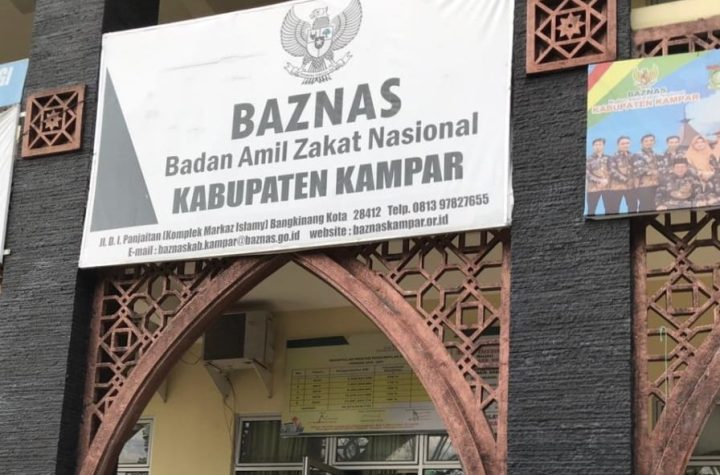 BAZNAS
Badan Amil Zakat Nasional
KABUPATEN KAMPAR
Jl. D. I. Panjaitan (Komplek Markaz Islamy) Bangkinang Kota 28412 Telp. 0813 97827655
E-mail : baznaskab.kampar@baznas.go.id website : baznaskampar.or.id
BAZNAS
KABUPATEN KAMPAR